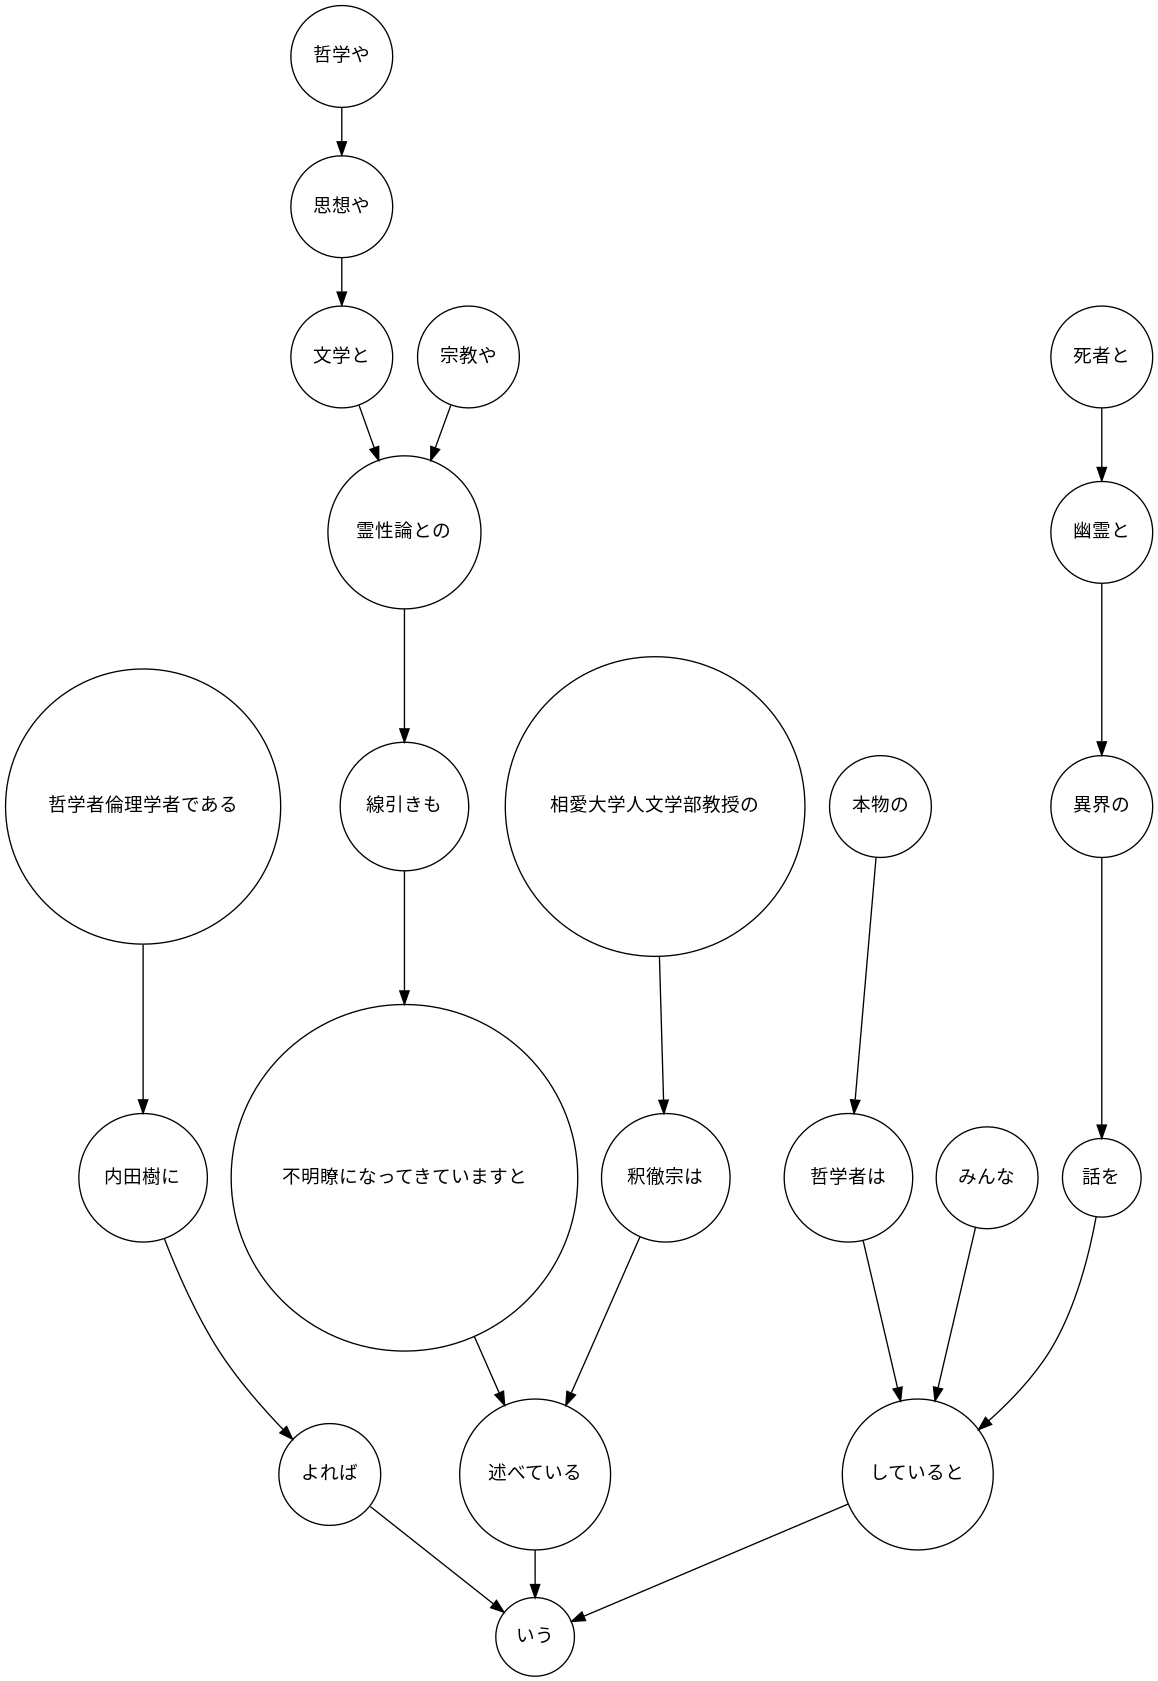 哲学や
思想や
文学と
宗教や
死者と
霊性論との
幽霊と
哲学者倫理学者である
線引きも
相愛大学人文学部教授の
本物の
異界の
内田樹に
不明瞭になってきていますと
釈徹宗は
哲学者は
みんな
話を
よれば
述べている
していると
いう